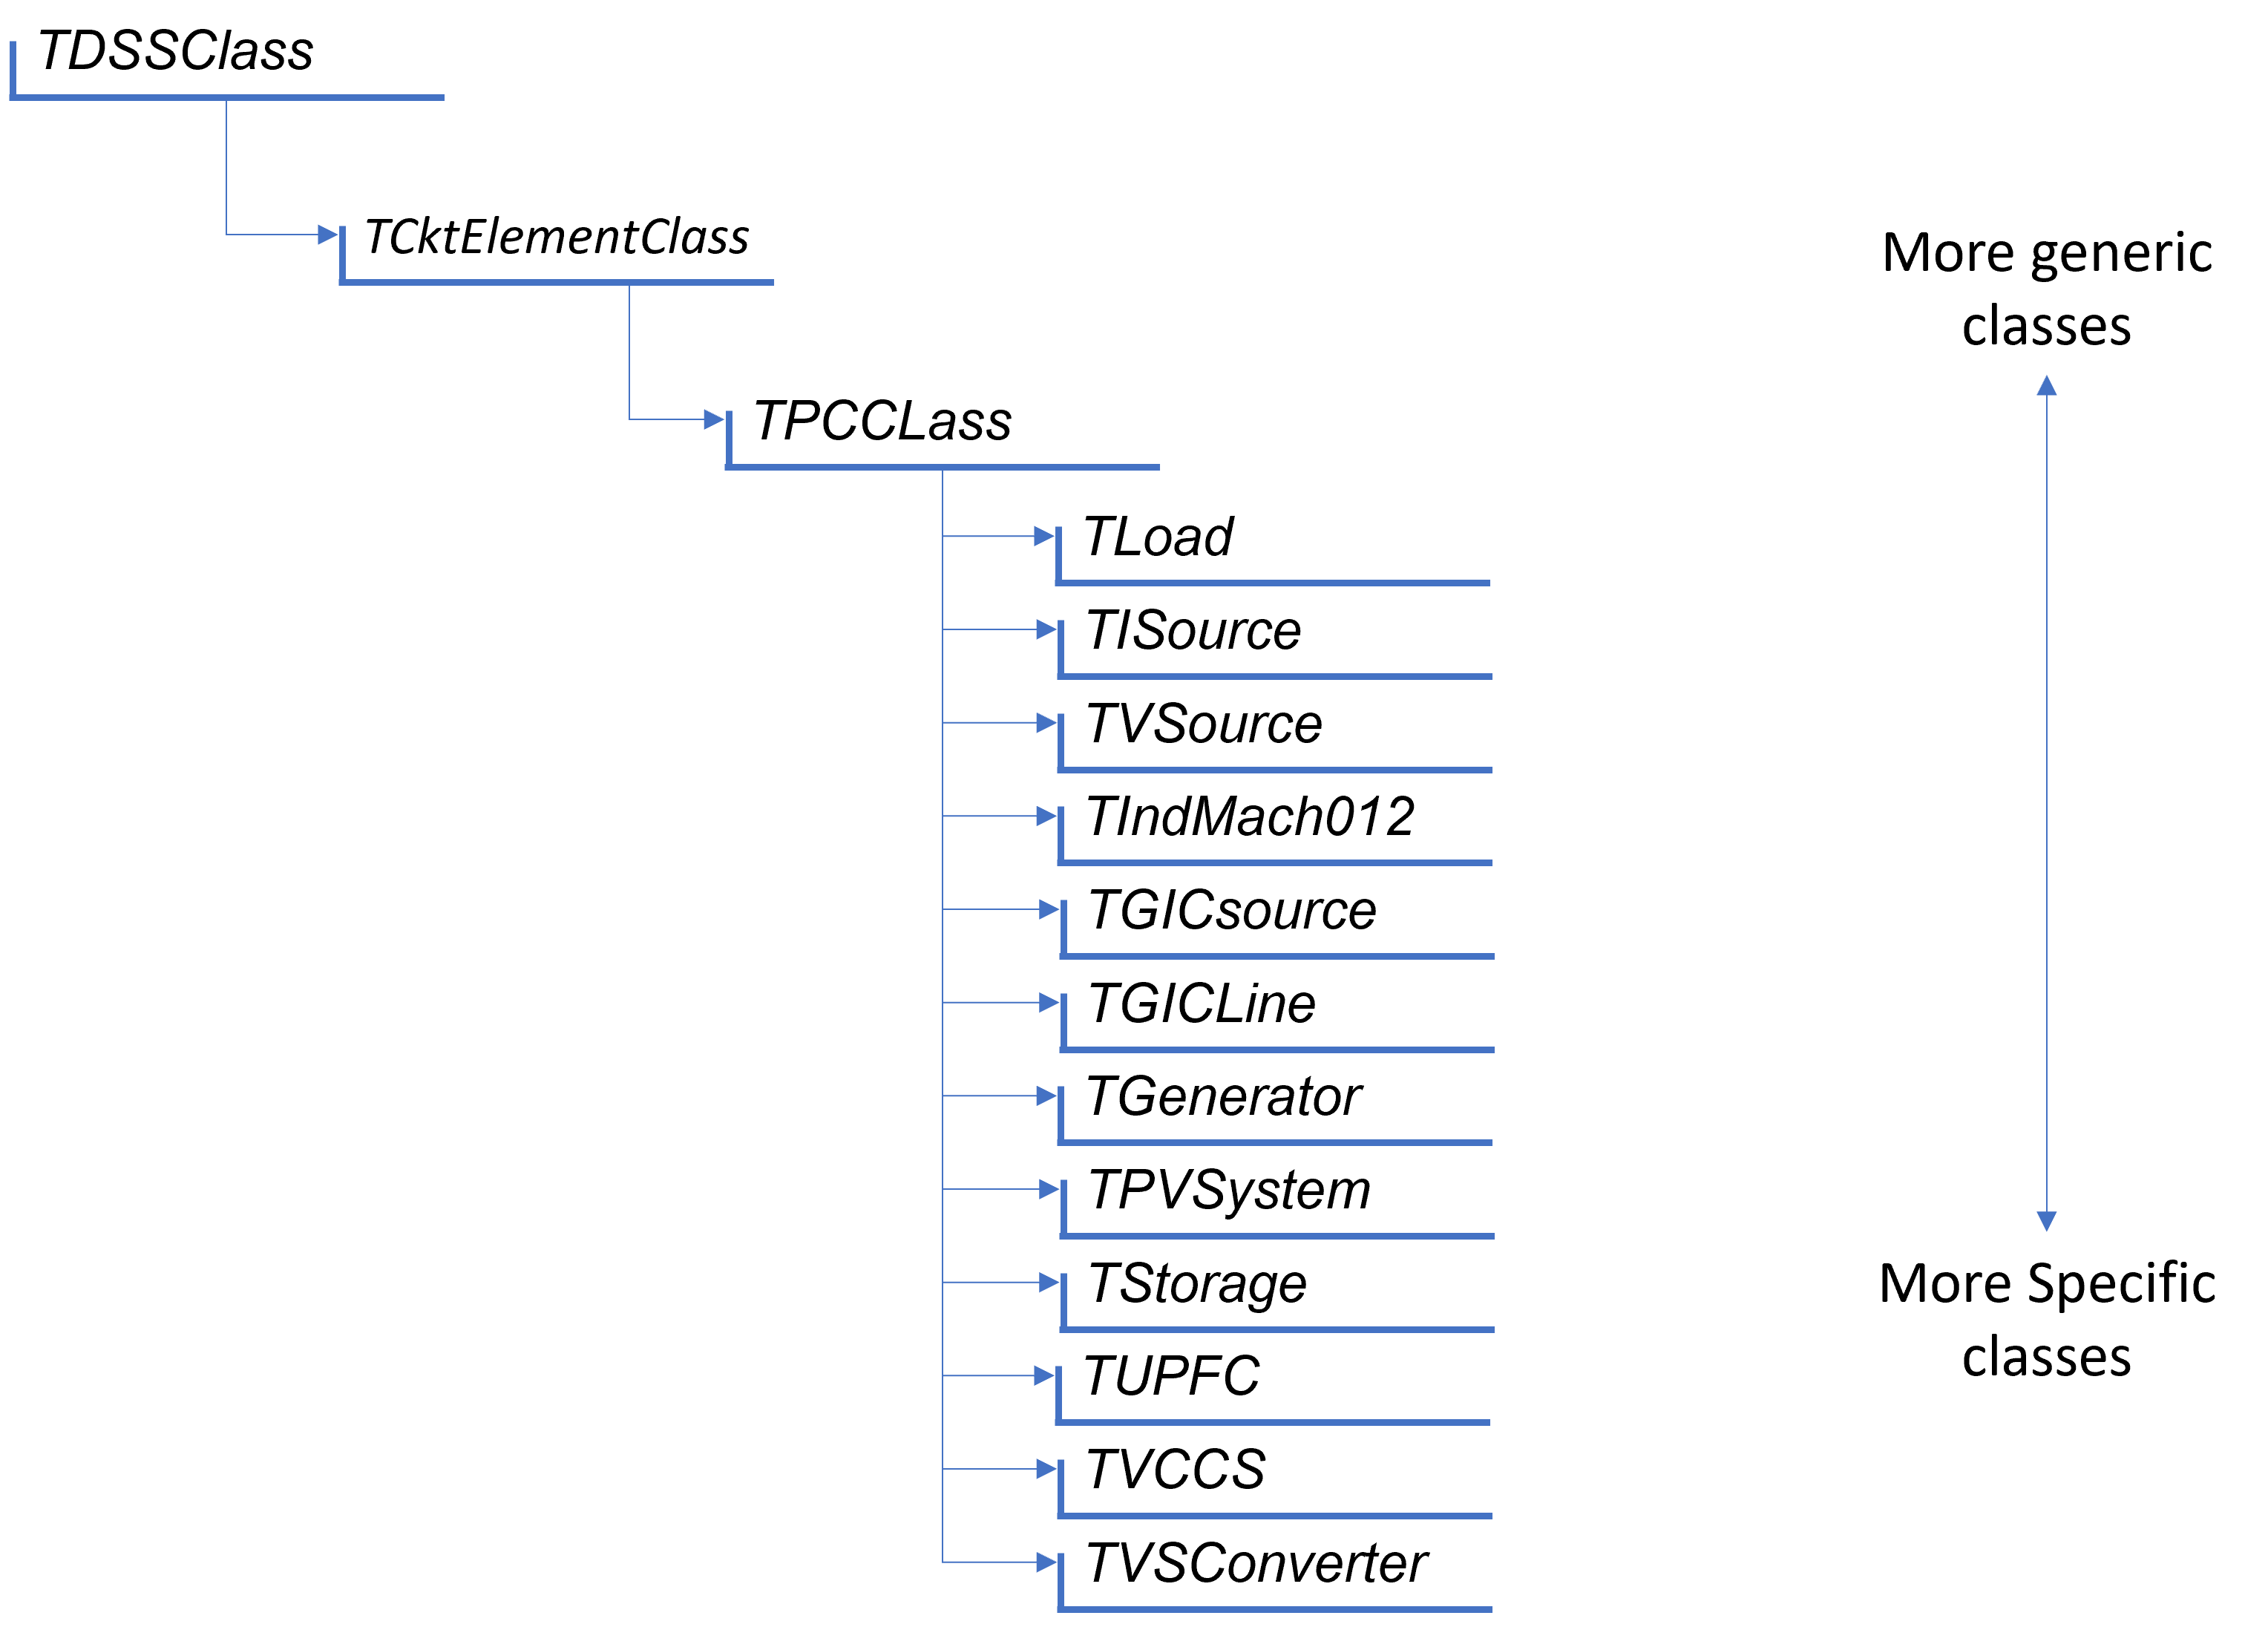 TDSSClass
TCktElementClass
More generic
classes
TPCCLass
TLoad
TISource
TVSource
TIndMach012
TGICsource
TGICLine
TGenerator
TPVSystem
TStorage
More Specific
classes
TUPFC
TVCCS
TVSConverter